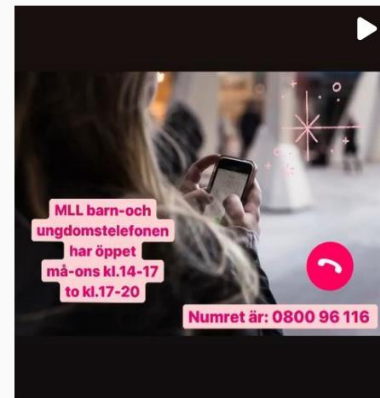 MLL barn-och
ungdomstelefonen
har öppet
må-ons kl.14-17
to kl.17-20
Numret är: 0800 96 116